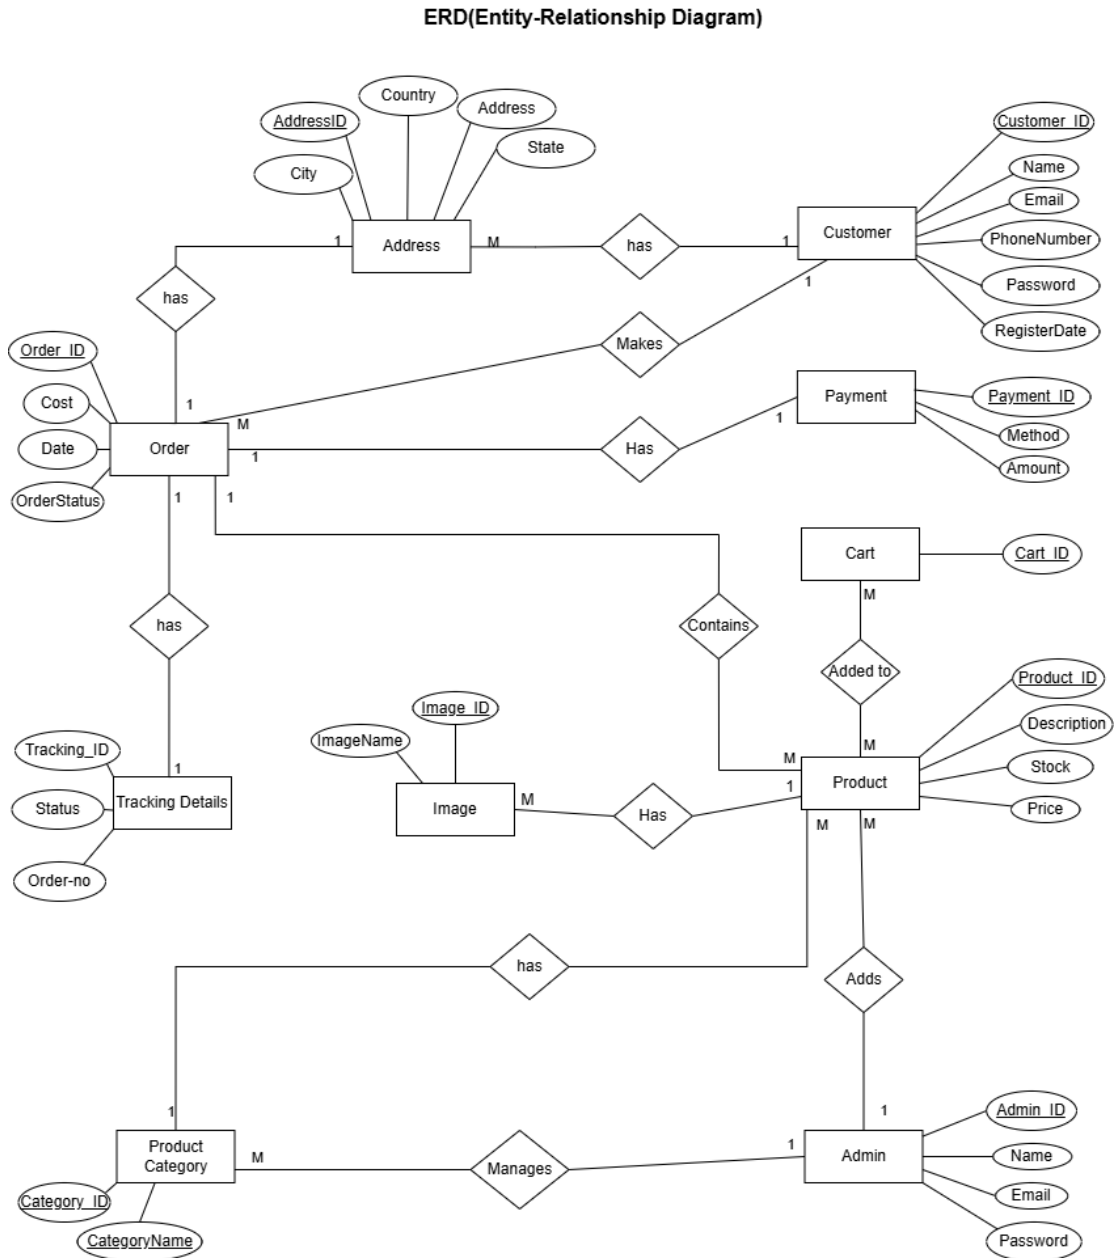 ERD(Entity-Relationship Diagram)
Country
Address
AddressID
State
City
Customer_ID
Name
Email
PhoneNumber
Password
RegisterDate
1
Address
M
has
1
Customer
1
has
Makes
Order_ID
Cost
Date
OrderStatus
1
M
Order
1
Has
1
Payment
Payment_ID
Method
Amount
1
1
Cart
Cart_ID
M
has
Contains
Added to
M
Product_ID
Description
Stock
Price
Image_ID
ImageName
Tracking_ID
Status
Order-no
1
Tracking Details
Image
M
Has
M
1
Product
M
M
has
Adds
1
1
Product
Category
M
Manages
1
Admin
Admin_ID
Name
Email
Password
Category_ID
CategoryName